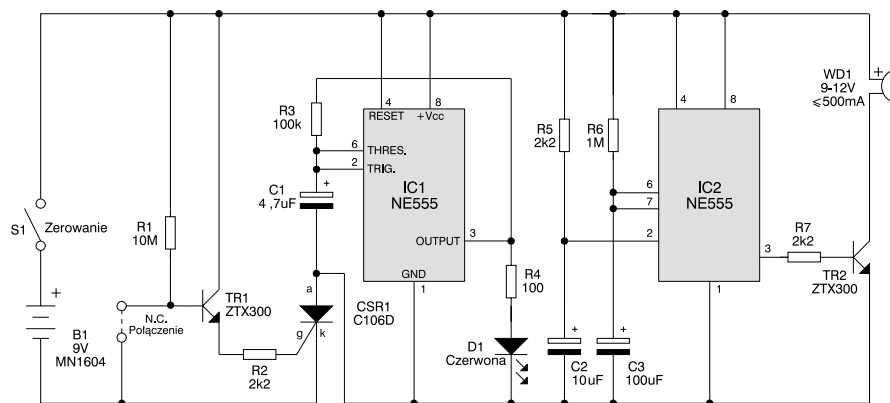 S1
Zerowanie
B1
9V
MN1604
R1
10M
N.C.
Połączenie
TR1
ZTX300
R2
2k2
R3
100k
C1
4 ,7uF
+
a
g
k
CSR1
C106D
4
8
RESET
+Vcc
6
THRES.
2
TRIG.
IC1
NE555
OUTPUT
3
GND
1
R4
100
D1
Czerwona
R5
2k2
R6
1M
C2
10uF
+
C3
100uF
+
4
8
6
7
2
IC2
NE555
3
1
R7
2k2
TR2
ZTX300
WD1
9-12V
≤500mA
+
+